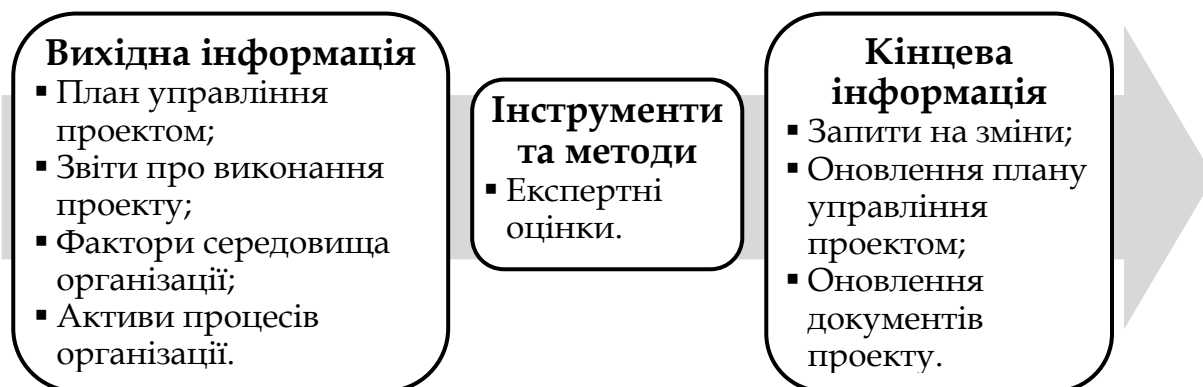 Вихідна інформація
▪ План управління
проектом;
▪ Звіти про виконання
проекту;
▪ Фактори середовища
організації;
▪ Активи процесів
організації.
Інструменти
та методи
▪ Експертні
оцінки.
Кінцева
інформація
▪ Запити на зміни;
▪ Оновлення плану
управління
проектом;
▪ Оновлення
документів
проекту.